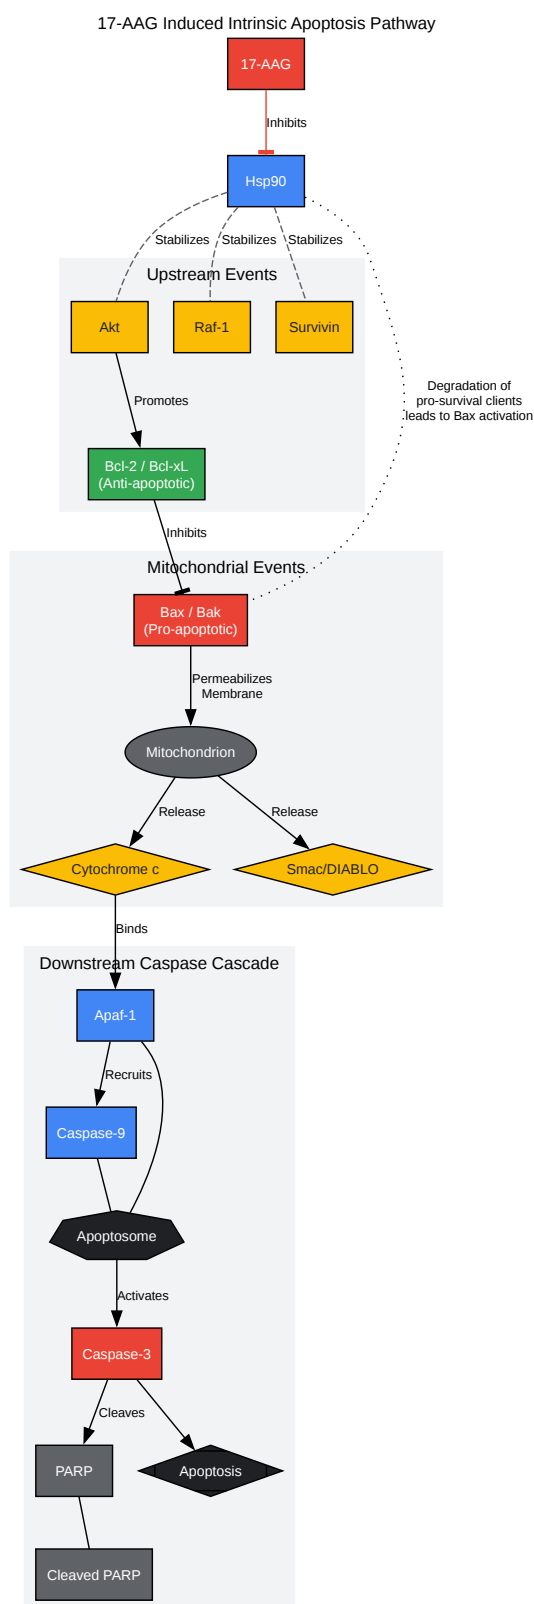 17-AAG Induced Intrinsic Apoptosis Pathway
17-AAG
Inhibits
Hsp90
Stabilizes
Stabilizes
Stabilizes
Upstream Events
Akt
Raf-1
Survivin
Degradation of
pro-survival clients
leads to Bax activation
Promotes
Bcl-2 / Bcl-xL
(Anti-apoptotic)
Inhibits
Mitochondrial Events
Bax / Bak
(Pro-apoptotic)
Permeabilizes
Membrane
Mitochondrion
Release
Release
Cytochrome c
Smac/DIABLO
Binds
Downstream Caspase Cascade
Apaf-1
Recruits
Caspase-9
Apoptosome
Activates
Caspase-3
Cleaves
PARP
Apoptosis
Cleaved PARP